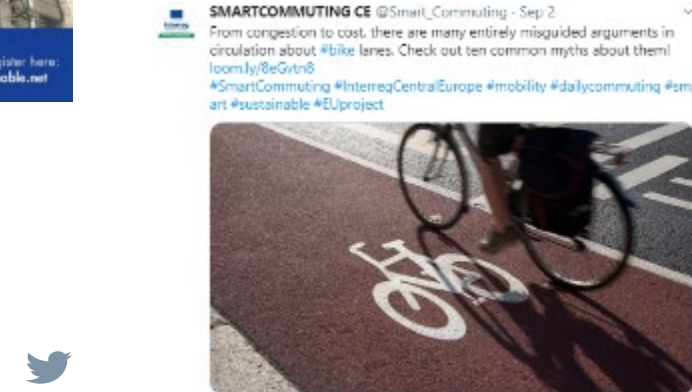 ister here:
able.net
SMARTCOMMUTING CE @Smart_Commuting · Sep 2
From congestion to cost, there are many entirely misguided arguments in
circulation about #bike lanes. Check out ten common myths about them!
loom.ly/8eGvtn8
#SmartCommuting #InterregCentralEurope #mobility #dailycommuting #sm
art #sustainable #EUproject